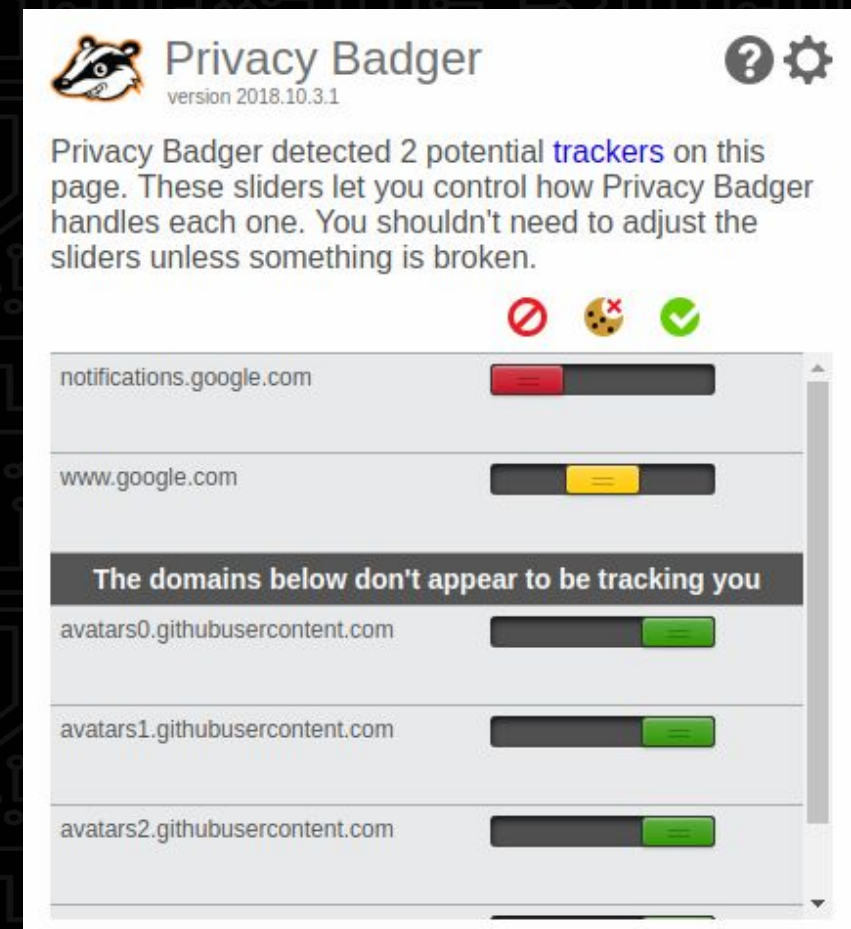 Privacy Badger
version 2018.10.3.1
Privacy Badger detected 2 potential trackers on this
page. These sliders let you control how Privacy Badger
handles each one. You shouldn't need to adjust the
sliders unless something is broken.
notifications.google.com
www.google.com
The domains below don't appear to be tracking you
avatars0.githubusercontent.com
avatars1.githubusercontent.com
avatars2.githubusercontent.com